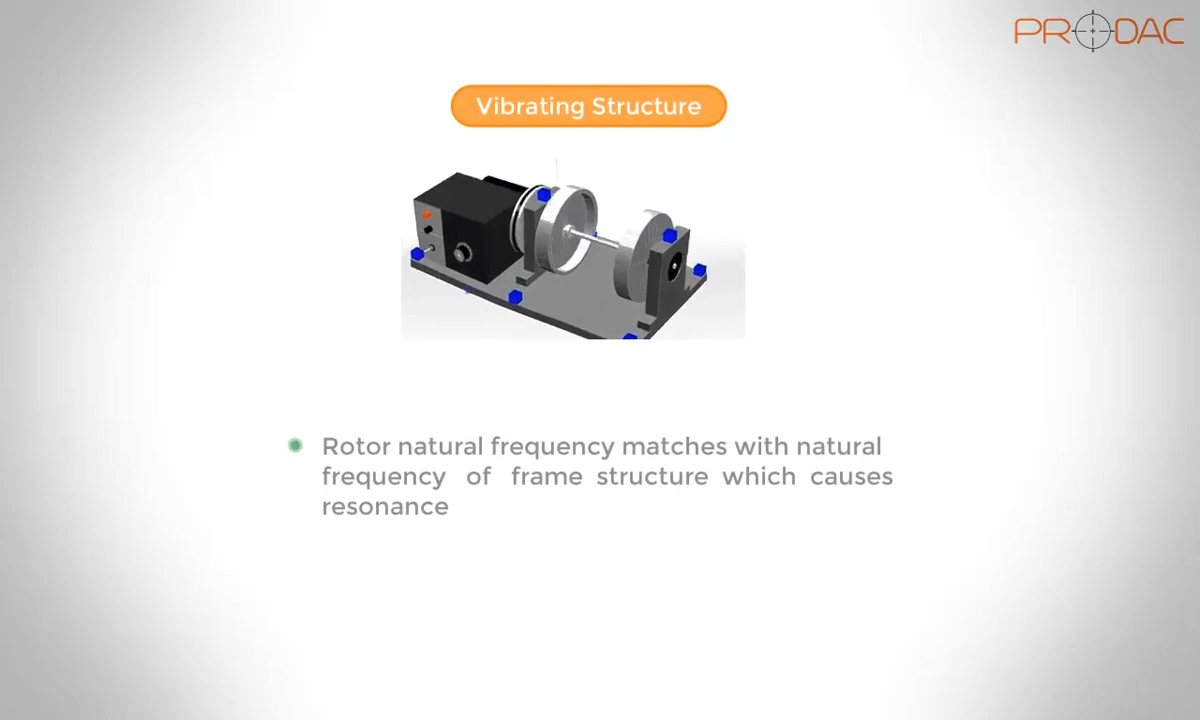 PRODAC
Vibrating Structure
Rotor natural frequency matches with natural
frequency of frame structure which causes
resonance